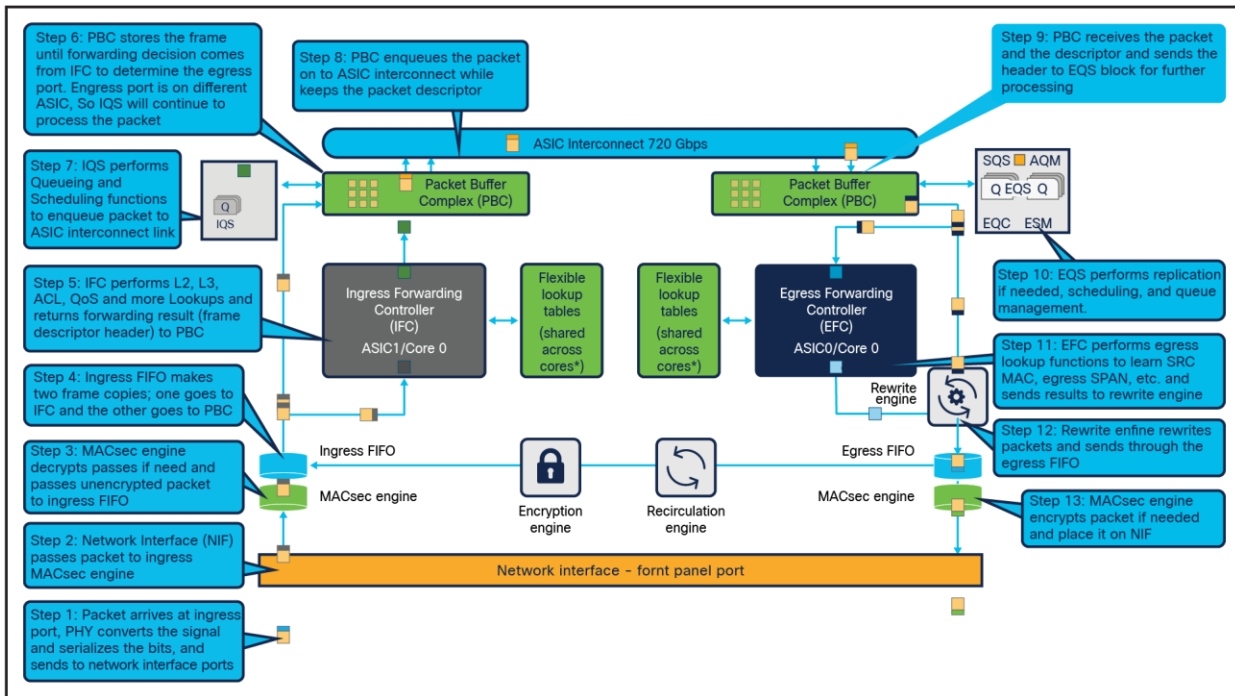 Step 6: PBC stores the frame
until forwarding decision comes
from IFC to determine the egress
port. Engress port is on different
ASIC, So IQS will continue to
process the packet
Step 8: PBC enqueues the packet
on to ASIC interconnect while
keeps the packet descriptor
Step 9: PBC receives the packet
and the descriptor and sends the
header to EQS block for further
processing
ASIC Interconnect 720 Gbps
Step 7: IQS performs
Queueing and
Scheduling functions
to enqueue packet to
ASIC interconnect link
Q
IQS
Packet Buffer
Complex (PBC)
Packet Buffer
Complex (PBC)
SQS AQM
Q EQS Q
EQC ESM
Step 5: IFC performs L2, L3,
ACL, QoS and more Lookups and
returns forwarding result (frame
descriptor header) to PBC
Ingress Forwarding
Controller
(IFC)
ASIC1/Core 0
Flexible
lookup
tables
(shared
across
cores*)
Flexible
lookup
tables
(shared
across
cores*)
Egress Forwarding
Controller
(EFC)
ASIC0/Core 0
Step 10: EQS performs replication
if needed, scheduling, and queue
management.
Step 11: EFC performs egress
lookup functions to learn SRC
MAC, egress SPAN, etc. and
sends results to rewrite engine
Step 4: Ingress FIFO makes
two frame copies; one goes to
IFC and the other goes to PBC
Rewrite
engine
Step 12: Rewrite enfine rewrites
packets and sends through the
egress FIFO
Step 3: MACsec engine
decrypts passes if need and
passes unencrypted packet
to ingress FIFO
Ingress FIFO
MACsec engine
Encryption
engine
Recirculation
engine
Egress FIFO
MACsec engine
Step 13: MACsec engine
encrypts packet if needed
and place it on NIF
Step 2: Network Interface (NIF)
passes packet to ingress
MACsec engine
Network interface - fornt panel port
Step 1: Packet arrives at ingress
port, PHY converts the signal
and serializes the bits, and
sends to network interface ports